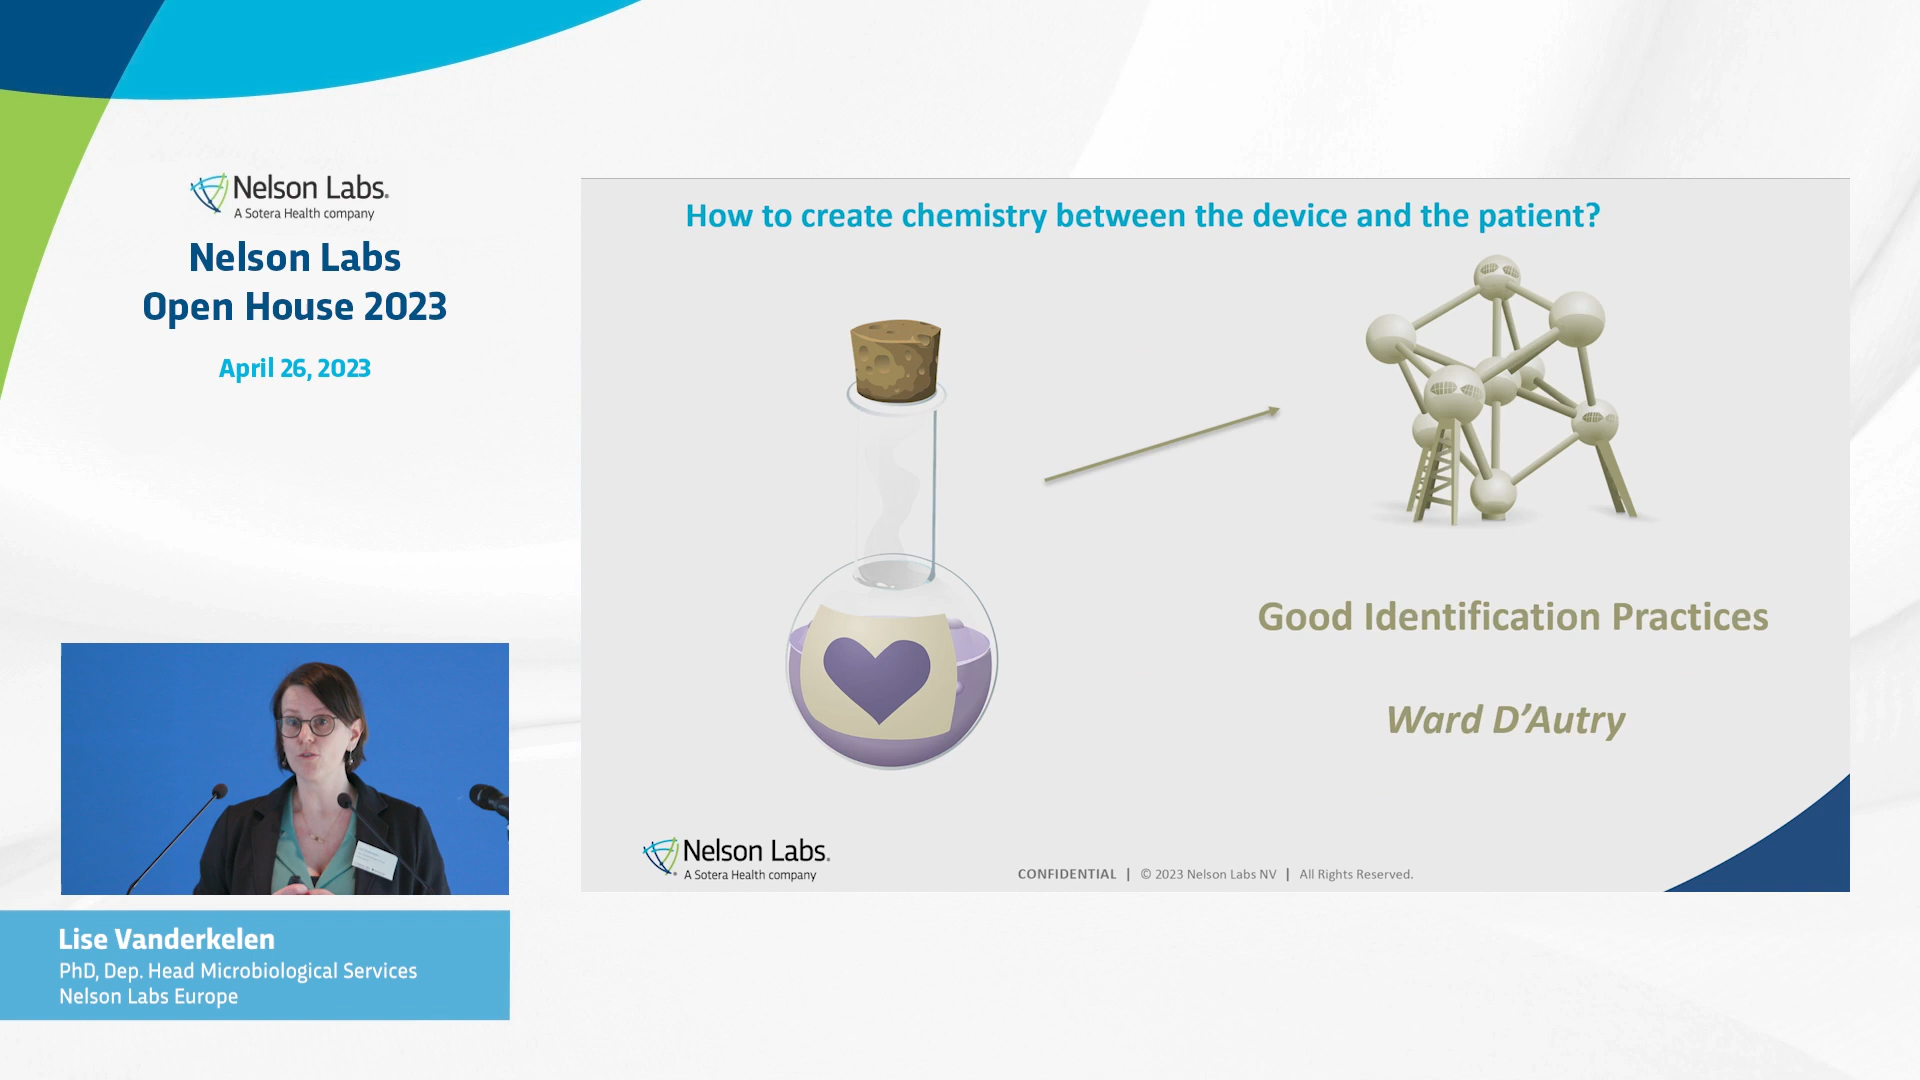 Nelson Labs.
A Sotera Health company
Nelson Labs
Open House 2023
April 26, 2023
How to create chemistry between the device and the patient?
Good Identification Practices
Ward D’Autry
Nelson Labs.
A Sotera Health company
CONFIDENTIAL | © 2023 Nelson Labs NV | All Rights Reserved.
Lise Vanderkelen
PhD, Dep. Head Microbiological Services
Nelson Labs Europe